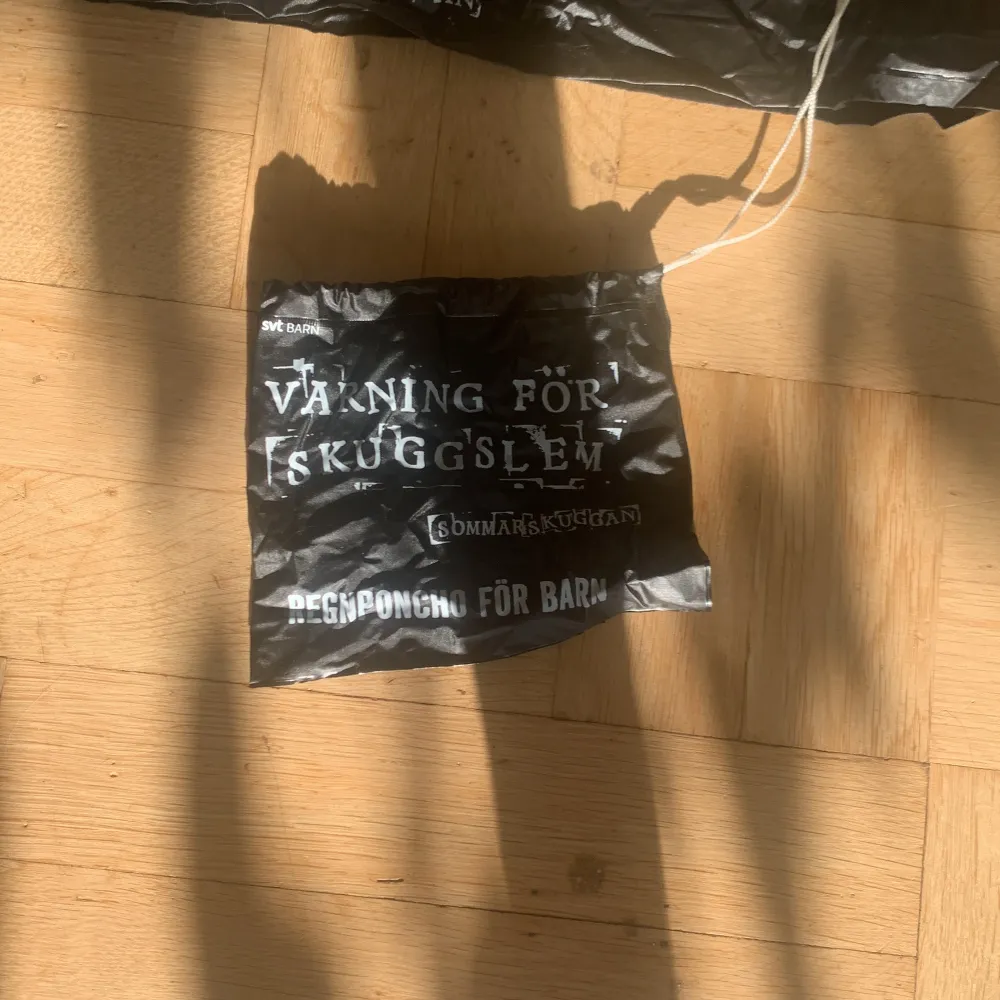 svt BARN
VARNING FÖR
SKUGGSLEM
[SOMMARSKUGGAN]
REGNPONCHO FÖR BARN